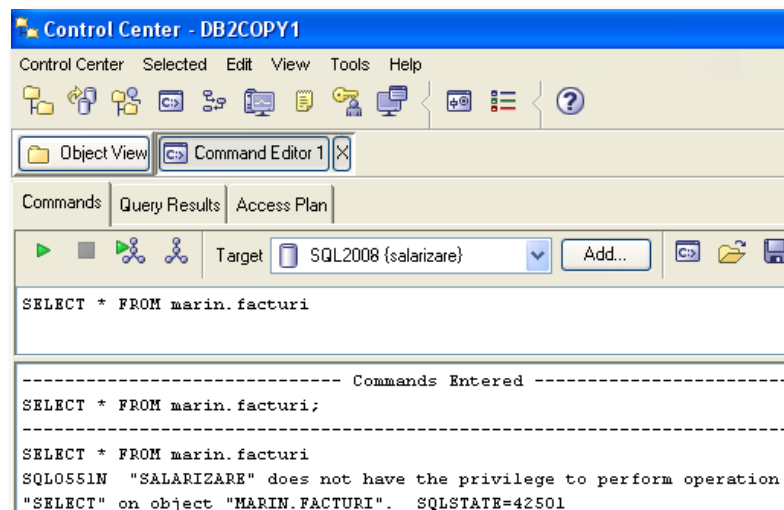 Control Center - DB2COPY1
Control Center Selected Edit View Tools Help
Object View Command Editor 1 X
Commands Query Results Access Plan
Target SQL2008 {salarizare} Add...
SELECT * FROM marin.facturi
------------------------------ Commands Entered ------------------------
SELECT * FROM marin.facturi;
------------------------------------------------------------------------
SELECT * FROM marin.facturi
SQL0551N "SALARIZARE" does not have the privilege to perform operation
"SELECT" on object "MARIN.FACTURI". SQLSTATE=42501